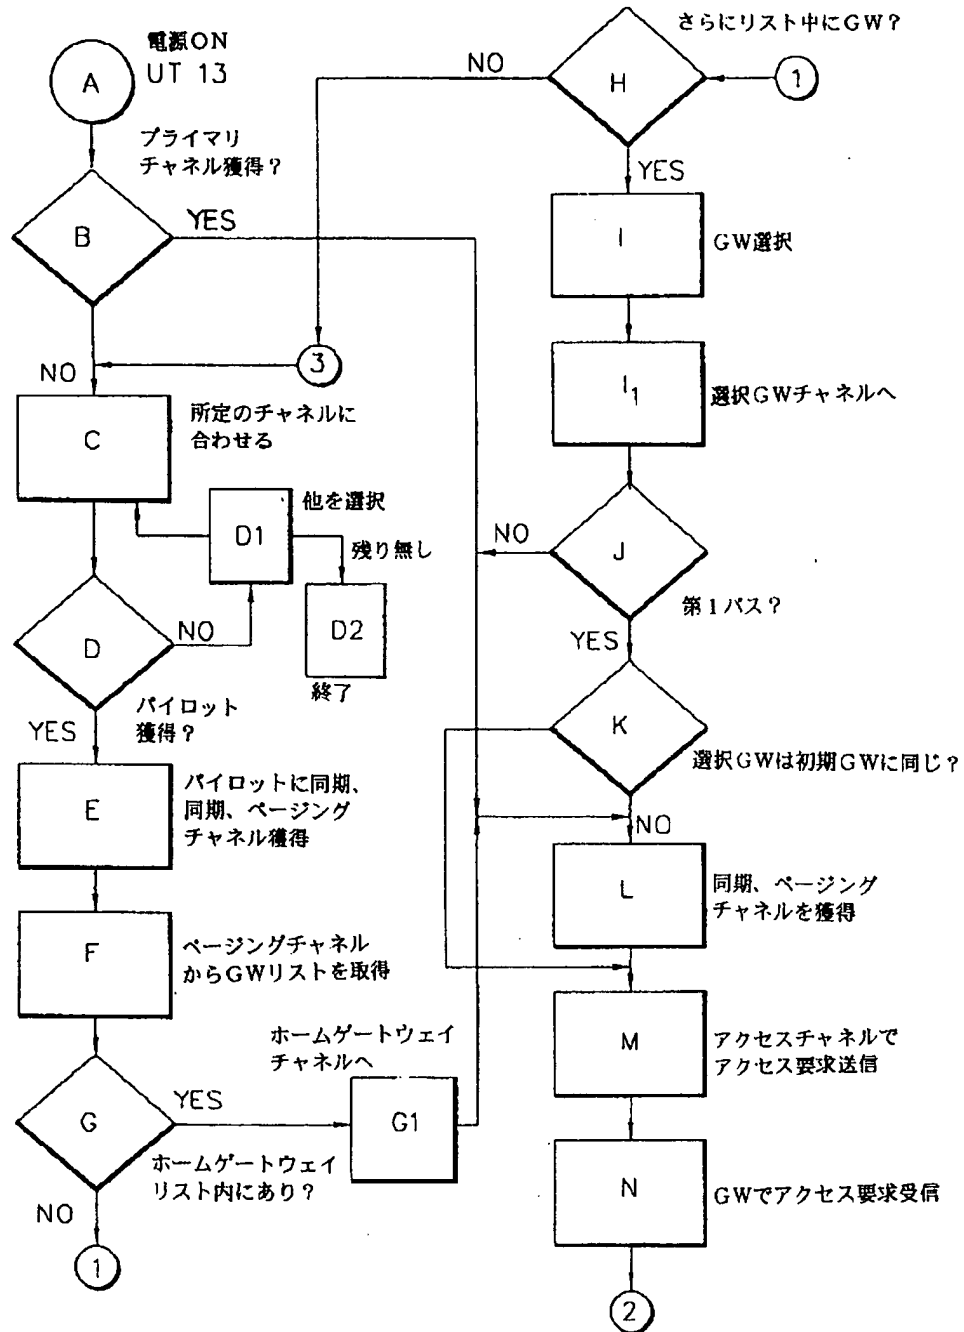 電源ON
UT 13
A
プライマリ
チャネル獲得?
B
YES
NO
3
C
所定のチャネルに
合わせる
D1
他を選択
残り無し
D2
終了
D
NO
パイロット
獲得?
YES
E
パイロットに同期、
同期、ページング
チャネル獲得
F
ページングチャネル
からGWリストを取得
G
YES
ホームゲートウェイ
チャネルへ
G1
ホームゲートウェイ
リスト内にあり?
NO
1
さらにリスト中にGW?
H
NO
1
YES
I
GW選択
I1
選択GWチャネルへ
J
NO
第1パス?
YES
K
選択GWは初期GWに同じ?
NO
L
同期、ページング
チャネルを獲得
M
アクセスチャネルで
アクセス要求送信
N
GWでアクセス要求受信
2